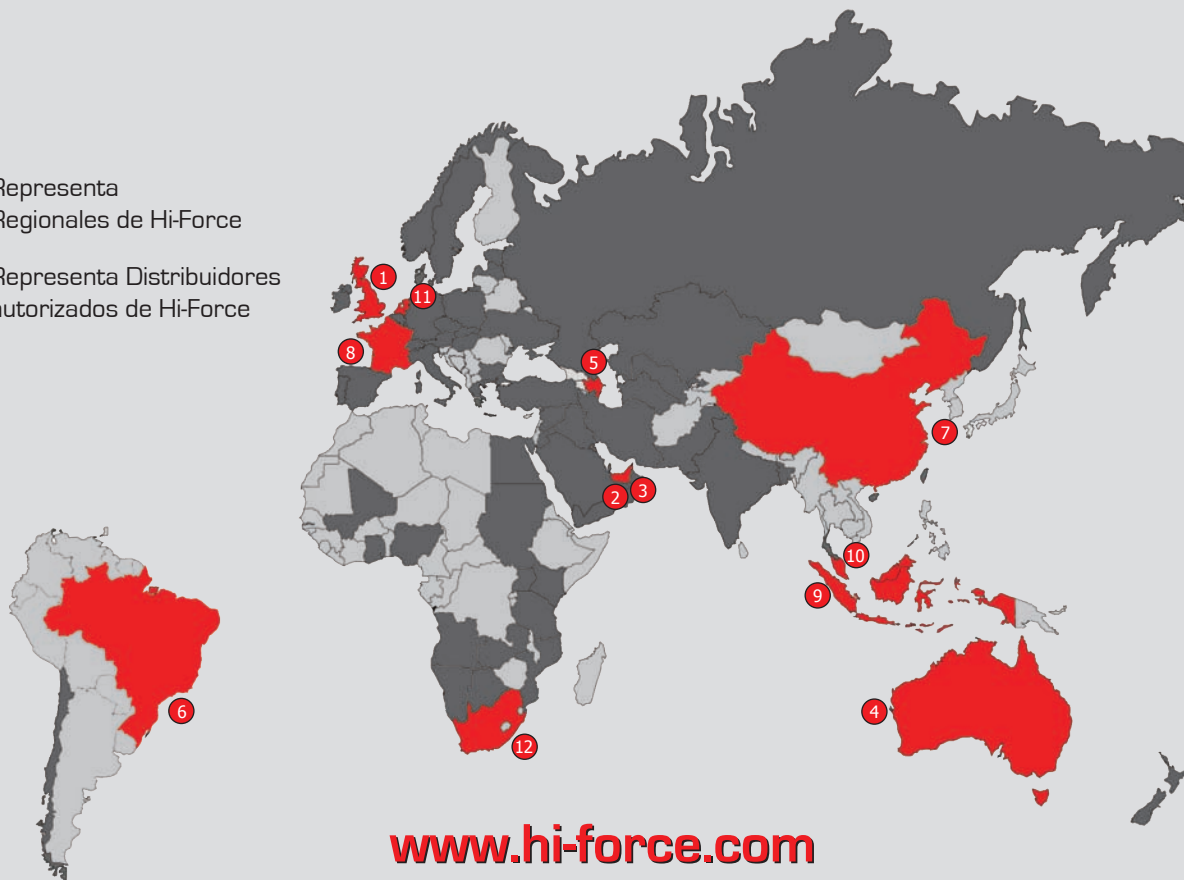 Representa
Regionales de Hi-Force
Representa Distribuidores
autorizados de Hi-Force
1
11
8
5
7
2
3
10
9
6
4
12
www.hi-force.com